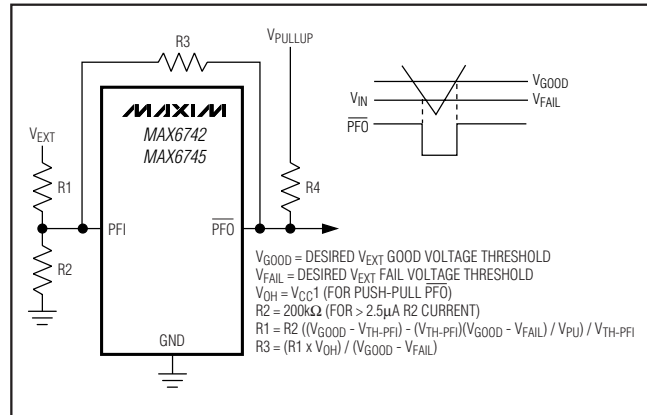 R3
VPULLUP
VGOOD
VIN
VFAIL
PFO
MAXIM
MAX6742
MAX6745
VEXT
R1
R4
PFI
PFO
R2
GND
VGOOD = DESIRED VEXT GOOD VOLTAGE THRESHOLD
VFAIL = DESIRED VEXT FAIL VOLTAGE THRESHOLD
VOH = VCC1 (FOR PUSH-PULL PFO)
R2 = 200kΩ (FOR > 2.5µA R2 CURRENT)
R1 = R2 ((VGOOD - VTH-PFI) - (VTH-PFI)(VGOOD - VFAIL) / VPU) / VTH-PFI
R3 = (R1 x VOH) / (VGOOD - VFAIL)